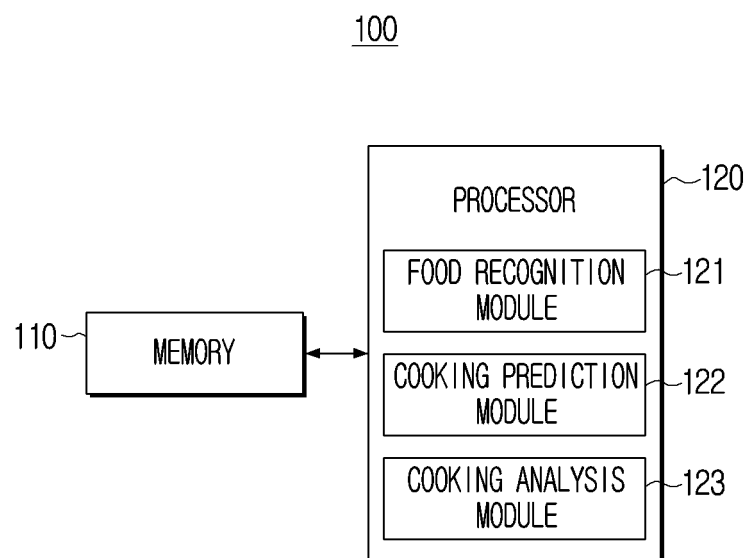 100
PROCESSOR
120
FOOD RECOGNITION
MODULE
121
110
MEMORY
COOKING PREDICTION
MODULE
122
COOKING ANALYSIS
MODULE
123